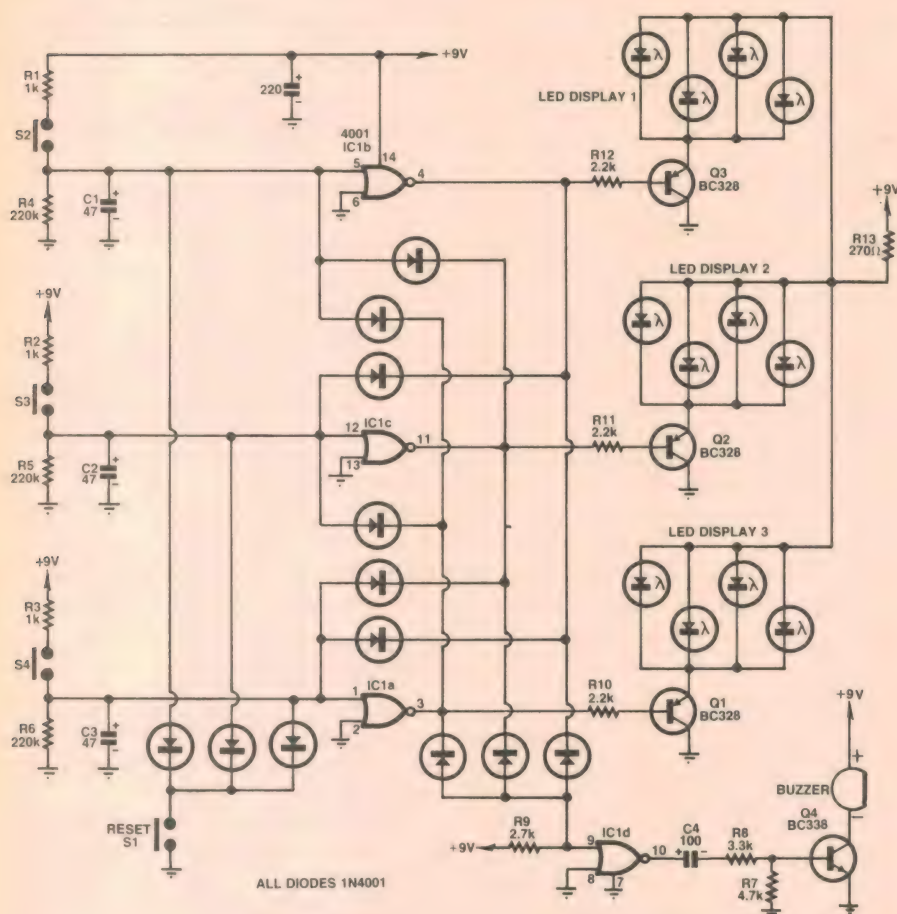 +9V
R1
1k
220
+
−
LED DISPLAY 1
λ
λ
λ
λ
S2
4001
IC1b
5
14
4
6
R12
2.2k
Q3
BC328
R4
220k
C1
47
+
−
+9V
R13
270Ω
LED DISPLAY 2
λ
λ
λ
λ
+9V
R2
1k
S3
12
IC1c
11
13
R11
2.2k
Q2
BC328
R5
220k
C2
47
+
−
LED DISPLAY 3
λ
λ
λ
λ
+9V
R3
1k
S4
1
IC1a
3
2
R10
2.2k
Q1
BC328
R6
220k
C3
47
+
−
+9V
+
BUZZER
−
Q4
BC338
RESET
S1
R9
2.7k
+9V
9
IC1d
10
8
7
C4
100
+
−
R8
3.3k
R7
4.7k
ALL DIODES 1N4001